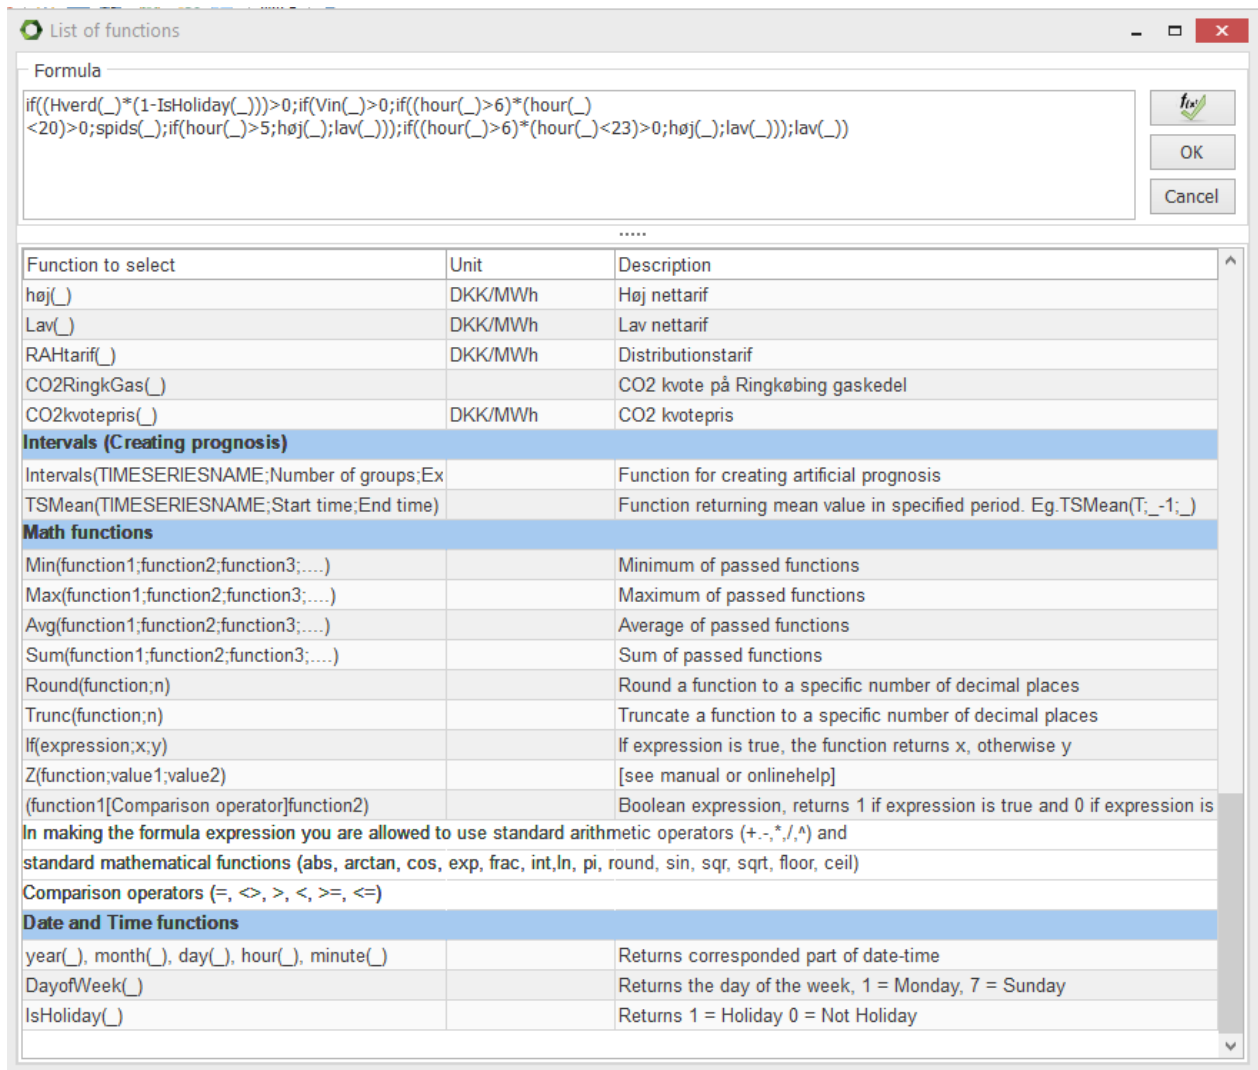 List of functions
Formula
if((Hverd(_)*(1-IsHoliday(_)))>0;if(Vin(_)>0;if((hour(_)>6)*(hour(_)
<20)>0;spids(_);if(hour(_)>5;høj(_);lav(_)));if((hour(_)>6)*(hour(_)<23)>0;høj(_);lav(_)));lav(_))
f(x)
OK
Cancel
Function to select Unit Description
høj(_) DKK/MWh Høj nettarif
Lav(_) DKK/MWh Lav nettarif
RAHtarif(_) DKK/MWh Distributionstarif
CO2RingkGas(_) CO2 kvote på Ringkøbing gaskedel
CO2kvotepris(_) DKK/MWh CO2 kvotepris
Intervals (Creating prognosis)
Intervals(TIMESERIESNAME;Number of groups;Ex Function for creating artificial prognosis
TSMean(TIMESERIESNAME;Start time;End time) Function returning mean value in specified period. Eg.TSMean(T;_-1;_)
Math functions
Min(function1;function2;function3;....) Minimum of passed functions
Max(function1;function2;function3;....) Maximum of passed functions
Avg(function1;function2;function3;....) Average of passed functions
Sum(function1;function2;function3;....) Sum of passed functions
Round(function;n) Round a function to a specific number of decimal places
Trunc(function;n) Truncate a function to a specific number of decimal places
If(expression;x;y) If expression is true, the function returns x, otherwise y
Z(function;value1;value2) [see manual or onlinehelp]
(function1[Comparison operator]function2) Boolean expression, returns 1 if expression is true and 0 if expression is
In making the formula expression you are allowed to use standard arithmetic operators (+.-,*,/,^) and
standard mathematical functions (abs, arctan, cos, exp, frac, int,ln, pi, round, sin, sqr, sqrt, floor, ceil)
Comparison operators (=, <>, >, <, >=, <=)
Date and Time functions
year(_), month(_), day(_), hour(_), minute(_) Returns corresponded part of date-time
DayofWeek(_) Returns the day of the week, 1 = Monday, 7 = Sunday
IsHoliday(_) Returns 1 = Holiday 0 = Not Holiday